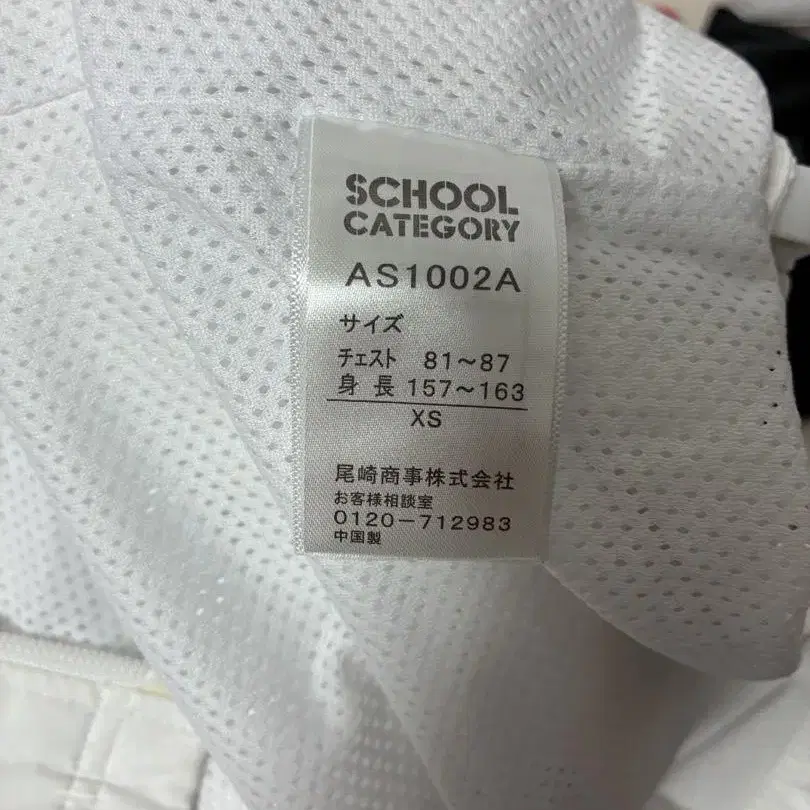 SCHOOL
CATEGORY
AS1002A
サイズ
チェスト 81～87
身長 157～163
XS
尾崎商事株式会社
お客様相談室
0120-712983
中国製